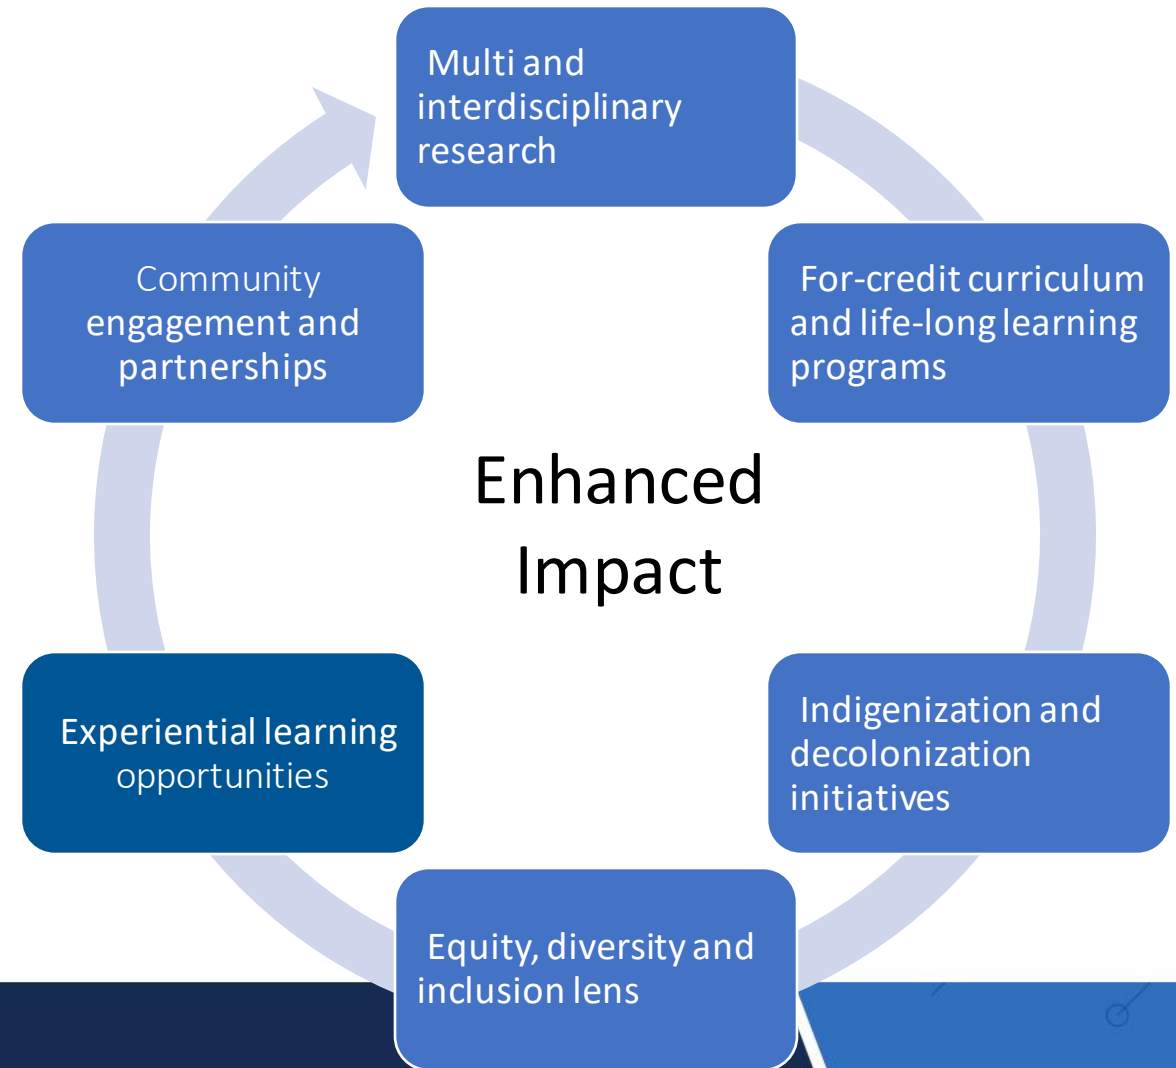 Multi and
interdisciplinary
research
For-credit curriculum
and life-long learning
programs
Indigenization and
decolonization
initiatives
Equity, diversity and
inclusion lens
Experiential learning
opportunities
Community
engagement and
partnerships
Enhanced
Impact